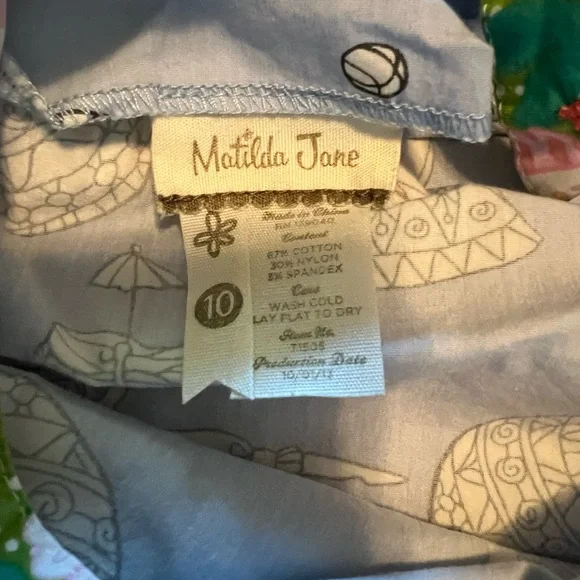 Matilda Jane
Made in China
Content
67% COTTON
30% NYLON
3% SPANDEX
Care
WASH COLD
LAY FLAT TO DRY
Item No.
Production Date
10